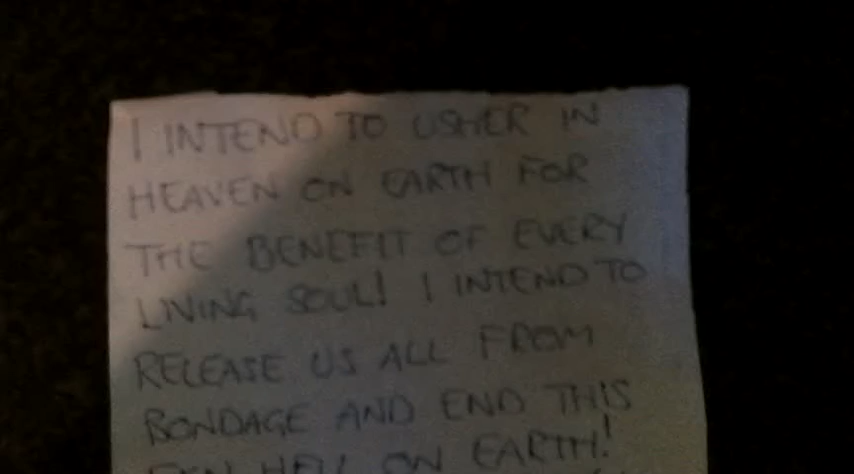 I INTEND TO USHER IN
HEAVEN ON EARTH FOR
THE BENEFIT OF EVERY
LIVING SOUL! I INTEND TO
RELEASE US ALL FROM
BONDAGE AND END THIS
HELL ON EARTH!